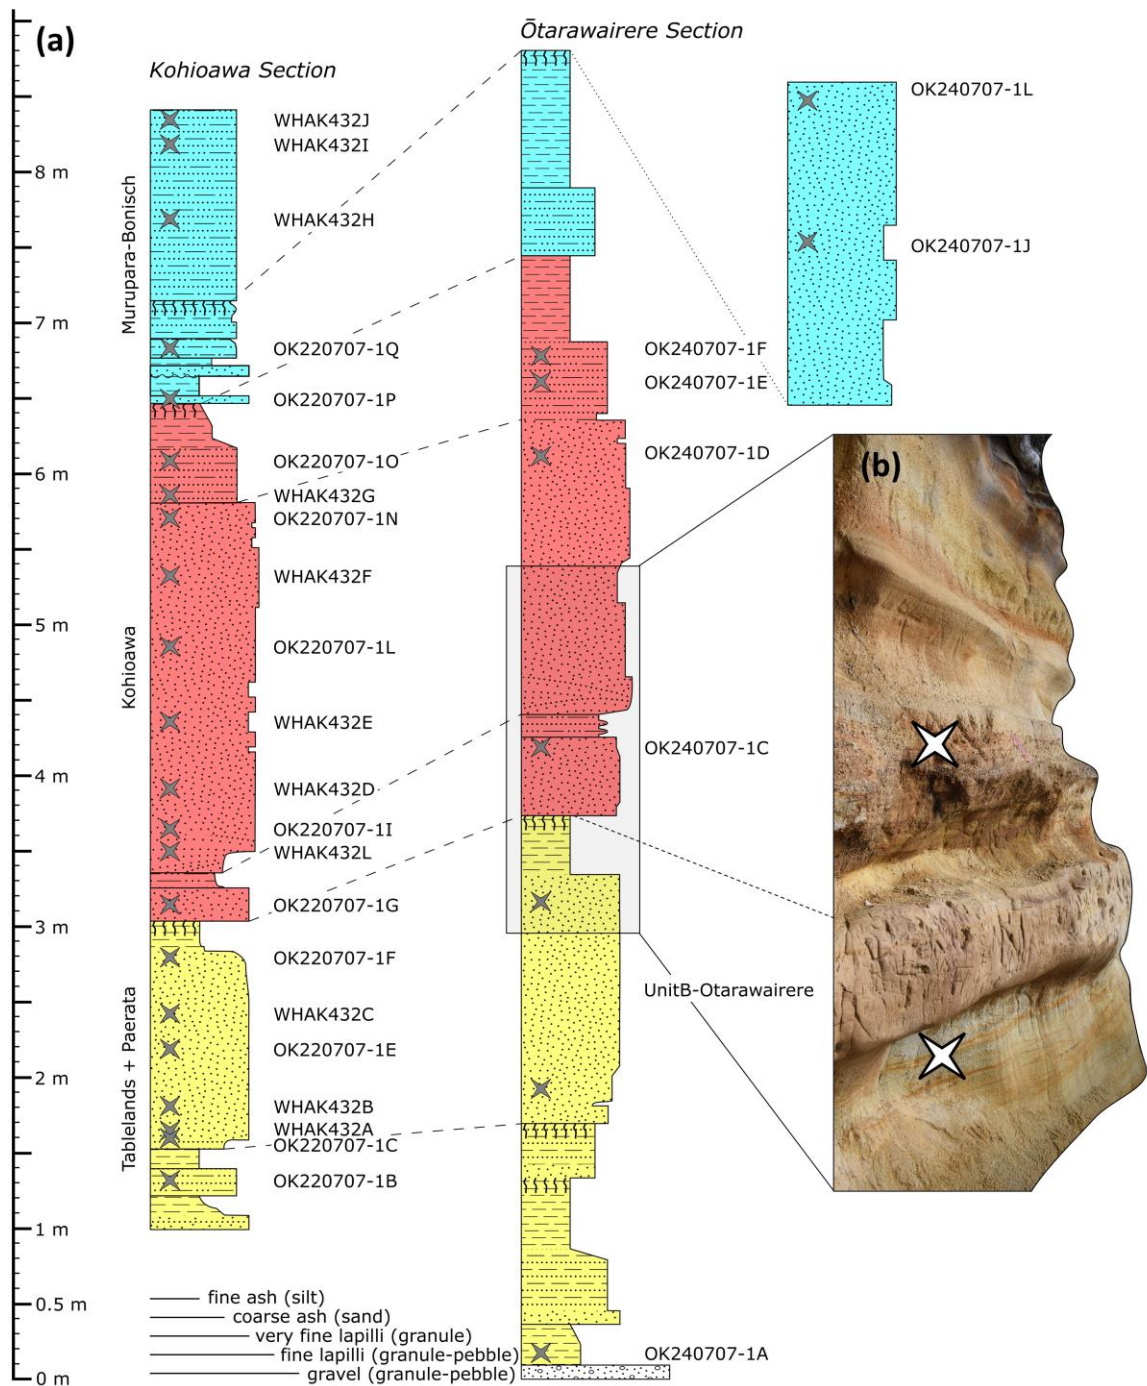 (a)
Kohioawa Section
Ōtarawairere Section
8 m
7 m
6 m
5 m
4 m
3 m
2 m
1 m
0.5 m
0 m
Murupara-Bonisch
Kohioawa
Tablelands + Paerata
WHAK432J
WHAK432I
WHAK432H
OK220707-1Q
OK220707-1P
OK220707-1O
WHAK432G
OK220707-1N
WHAK432F
OK220707-1L
WHAK432E
WHAK432D
OK220707-1I
WHAK432L
OK220707-1G
OK220707-1F
WHAK432C
OK220707-1E
WHAK432B
WHAK432A
OK220707-1C
OK220707-1B
fine ash (silt)
coarse ash (sand)
very fine lapilli (granule)
fine lapilli (granule-pebble)
gravel (granule-pebble)
OK240707-1F
OK240707-1E
OK240707-1D
OK240707-1C
UnitB-Otarawairere
OK240707-1A
OK240707-1L
OK240707-1J
(b)